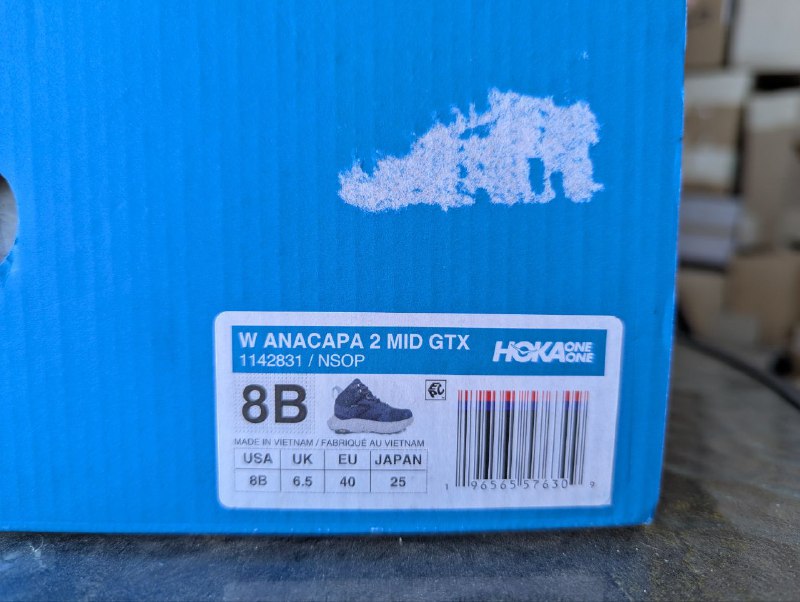 W ANACAPA 2 MID GTX
1142831 / NSOP
HOKA ONE ONE
8B
MADE IN VIETNAM / FABRIQUÉ AU VIETNAM
USA UK EU JAPAN
8B 6.5 40 25
1 96565 57630 9